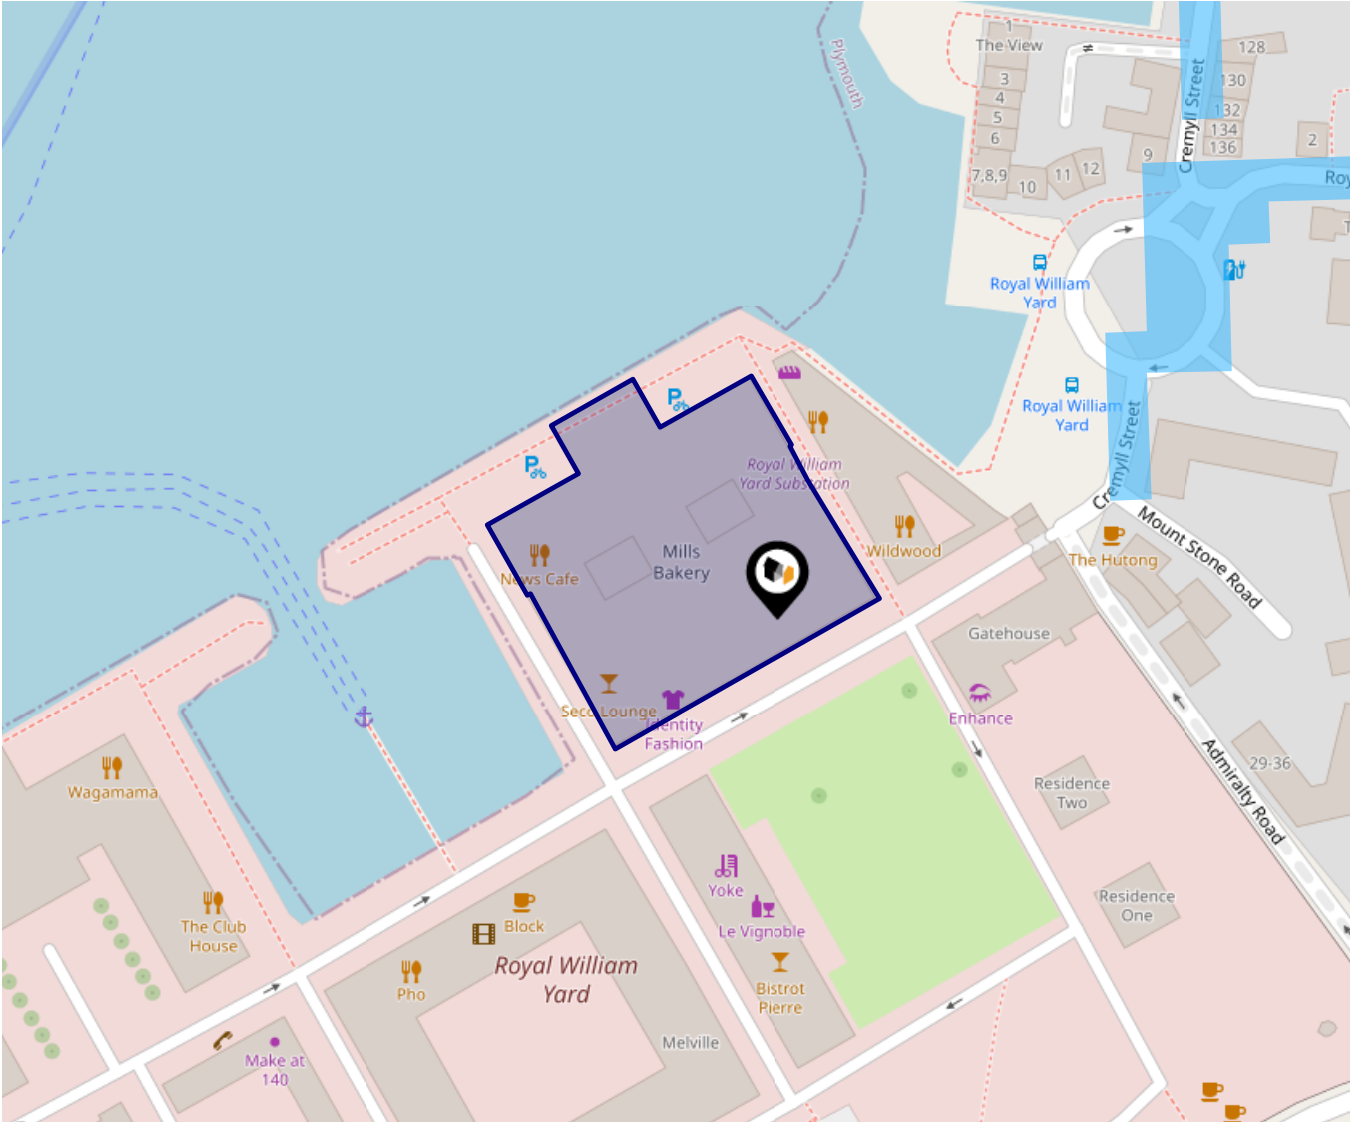 Plymouth
1
The View
3
4
5
6
7,8,9
10
11
12
9
128
130
132
134
136
2
Cremyll Street
Roy
Royal William
Yard
Royal William
Yard
Cremyll Street
Royal William
Yard Substation
Wildwood
Mount Stone Road
The Hutong
News Cafe
Mills
Bakery
Gatehouse
Enhance
Seco Lounge
Identity
Fashion
Wagamama
Residence
Two
29-36
Admiralty Road
Yoke
Le Vignoble
Residence
One
The Club
House
Block
Royal William
Yard
Pho
Bistrot
Pierre
Melville
Make at
140